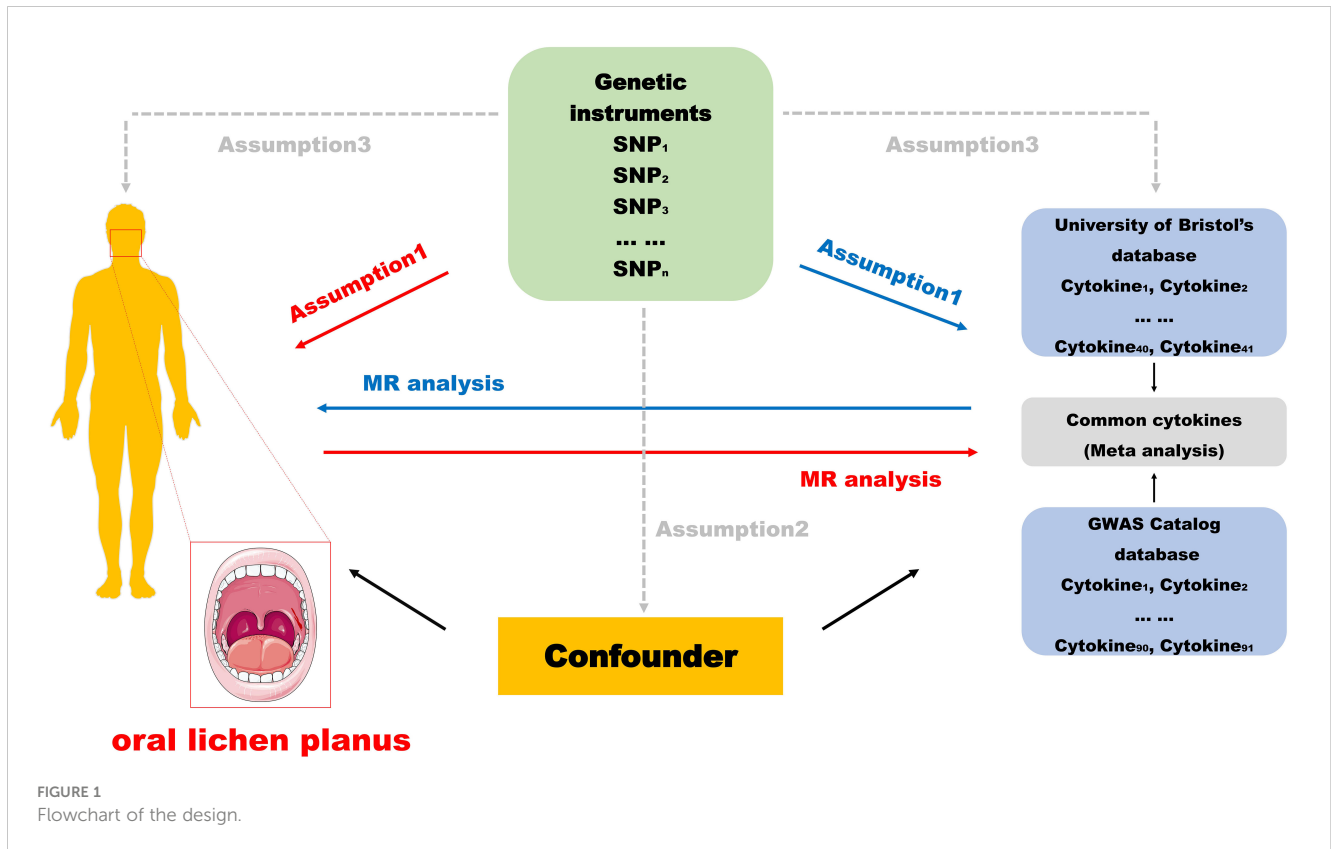 Genetic
instruments
SNP₁
SNP₂
SNP₃
... ...
SNPₙ
Assumption3
Assumption3
Assumption1
Assumption1
University of Bristol's
database
Cytokine₁, Cytokine₂
... ...
Cytokine₄₀, Cytokine₄₁
MR analysis
Common cytokines
(Meta analysis)
MR analysis
Assumption2
GWAS Catalog
database
Cytokine₁, Cytokine₂
... ...
Cytokine₉₀, Cytokine₉₁
Confounder
oral lichen planus
FIGURE 1
Flowchart of the design.